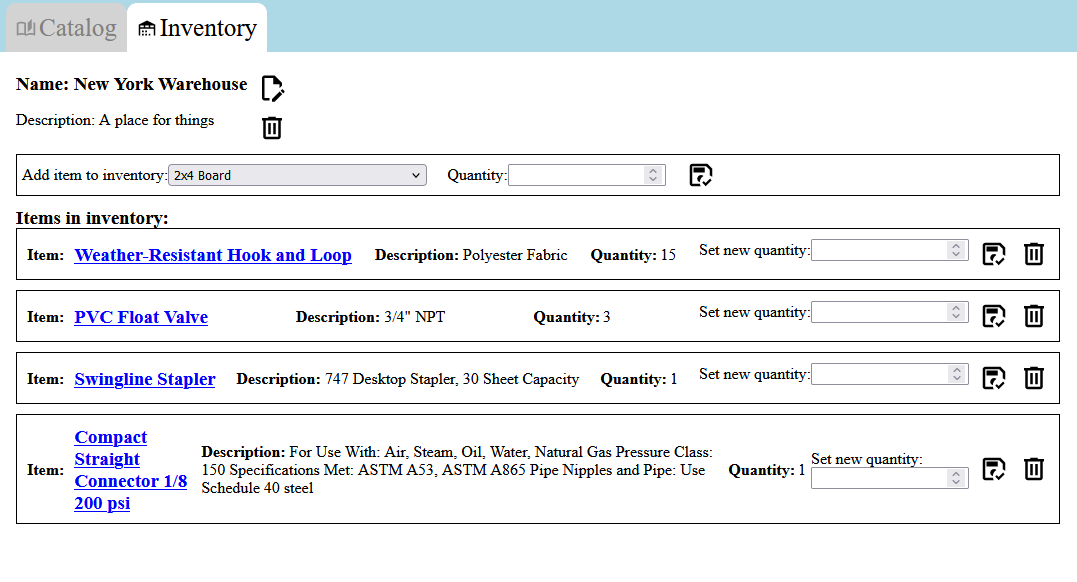 Catalog Inventory
Name: New York Warehouse
Description: A place for things
Add item to inventory: 2x4 Board Quantity:
Items in inventory:
Item: Weather-Resistant Hook and Loop Description: Polyester Fabric Quantity: 15 Set new quantity:
Item: PVC Float Valve Description: 3/4" NPT Quantity: 3 Set new quantity:
Item: Swingline Stapler Description: 747 Desktop Stapler, 30 Sheet Capacity Quantity: 1 Set new quantity:
Item:
Compact
Straight
Connector 1/8
200 psi
Description: For Use With: Air, Steam, Oil, Water, Natural Gas Pressure Class:
150 Specifications Met: ASTM A53, ASTM A865 Pipe Nipples and Pipe: Use
Schedule 40 steel
Quantity: 1
Set new quantity: